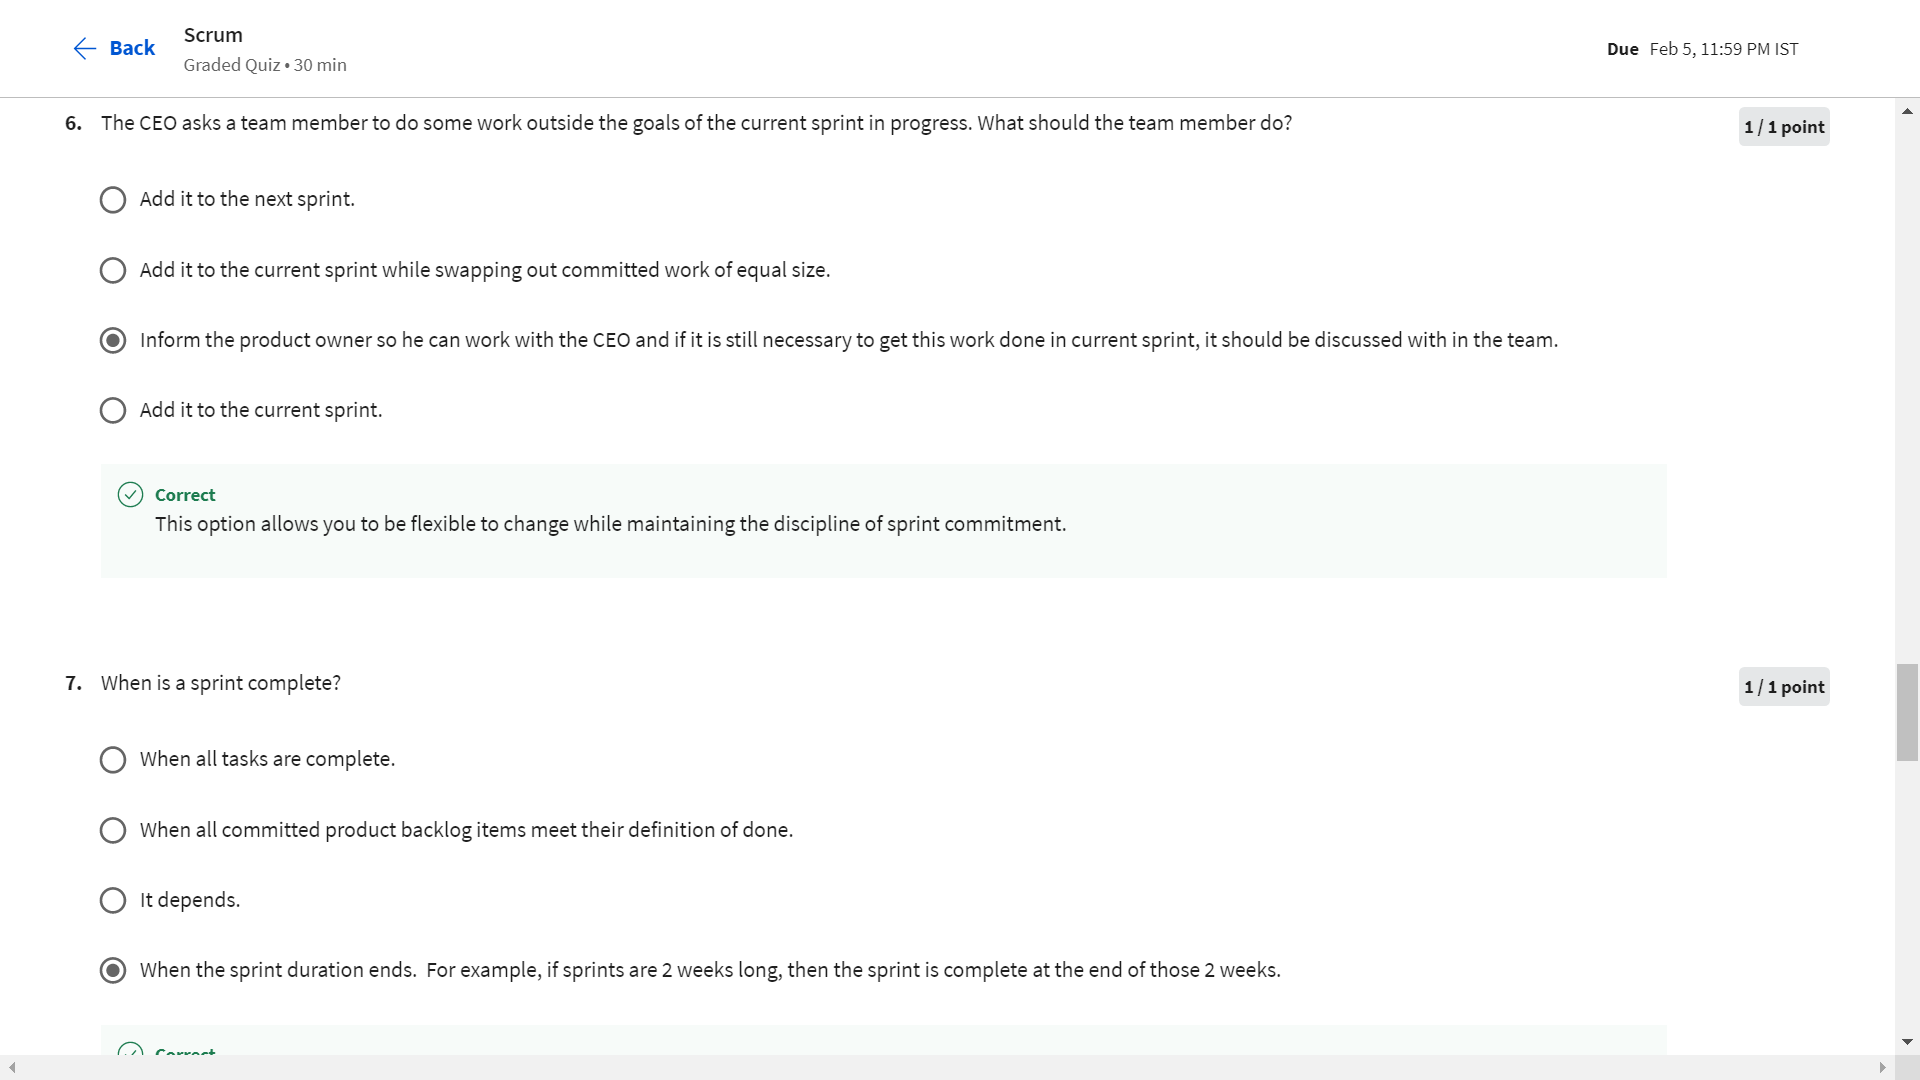 Back
Scrum
Graded Quiz • 30 min
Due Feb 5, 11:59 PM IST
6. The CEO asks a team member to do some work outside the goals of the current sprint in progress. What should the team member do?
1 / 1 point
Add it to the next sprint.
Add it to the current sprint while swapping out committed work of equal size.
Inform the product owner so he can work with the CEO and if it is still necessary to get this work done in current sprint, it should be discussed with in the team.
Add it to the current sprint.
Correct
This option allows you to be flexible to change while maintaining the discipline of sprint commitment.
7. When is a sprint complete?
1 / 1 point
When all tasks are complete.
When all committed product backlog items meet their definition of done.
It depends.
When the sprint duration ends.  For example, if sprints are 2 weeks long, then the sprint is complete at the end of those 2 weeks.
Correct